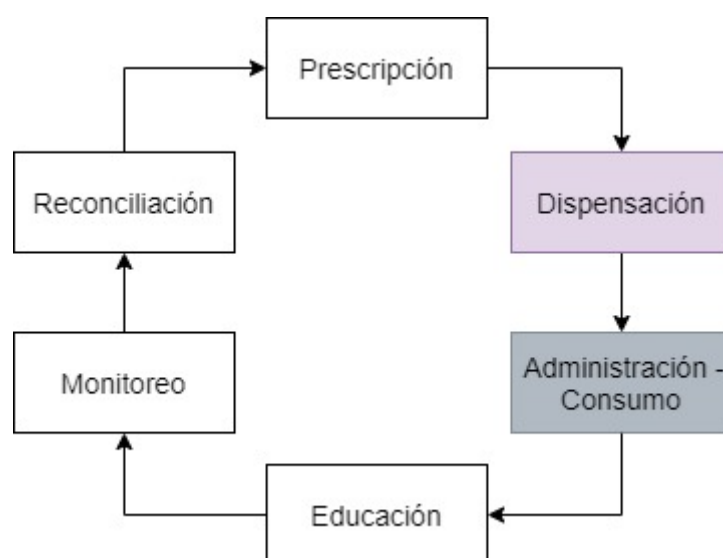 Prescripción
Reconciliación
Dispensación
Monitoreo
Administración -
Consumo
Educación